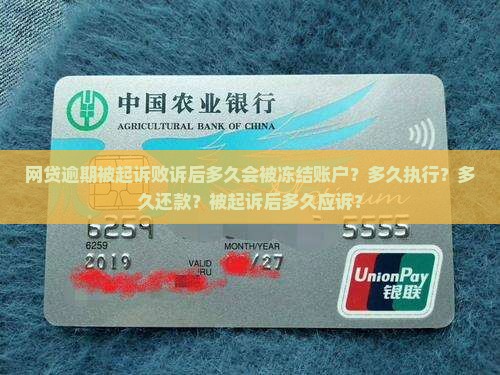 中国农业银行
AGRICULTURAL BANK OF CHINA
网贷逾期被起诉败诉后多久会被冻结账户?多久执行?多
久还款?被起诉后多久应诉?
6259
5555
6259
MONTH/YEAR
2019
VALID
/27
UnionPay
银联